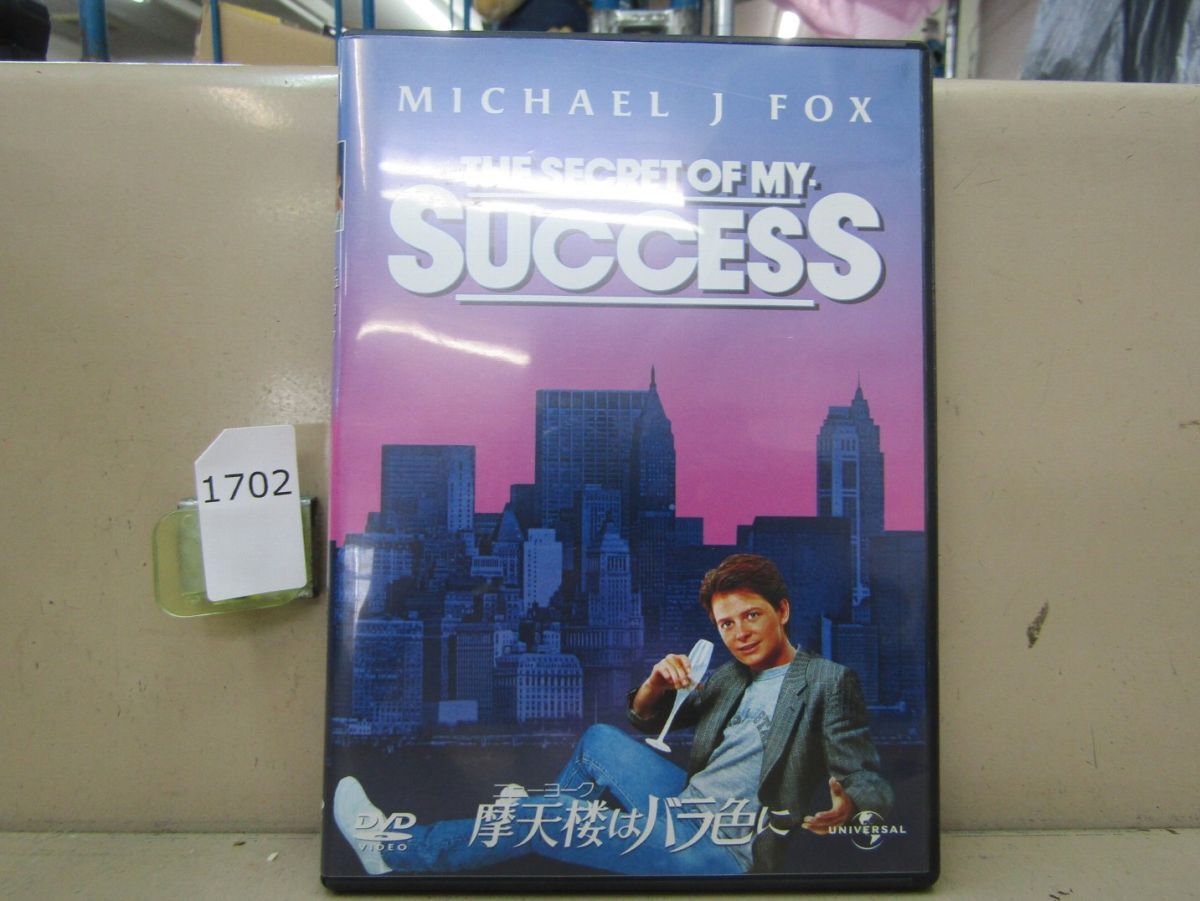 MICHAEL J FOX
THE SECRET OF MY
SUCCESS
1702
ニューヨーク
摩天楼はバラ色に
DVD
VIDEO
UNIVERSAL